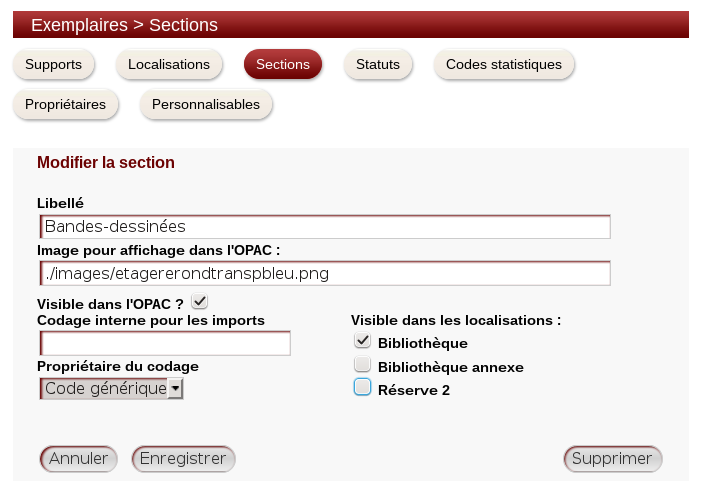 Exemplaires > Sections
Supports Localisations Sections Statuts Codes statistiques
Propriétaires Personnalisables
Modifier la section
Libellé
Bandes-dessinées
Image pour affichage dans l'OPAC :
./images/etagererondtranspbleu.png
Visible dans l'OPAC ?
Codage interne pour les imports Visible dans les localisations :
Bibliothèque
Propriétaire du codage Bibliothèque annexe
Code générique Réserve 2
Annuler Enregistrer Supprimer